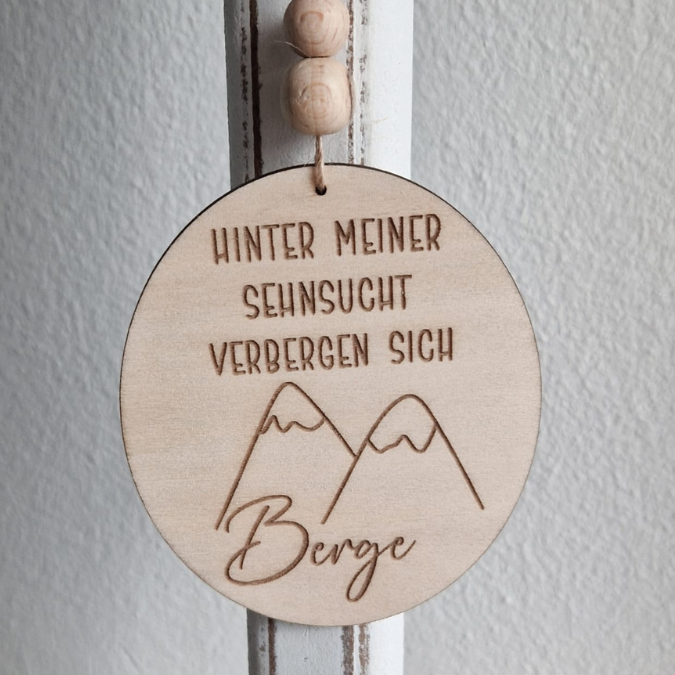 HINTER MEINER
SEHNSUCHT
VERBERGEN SICH
Berge